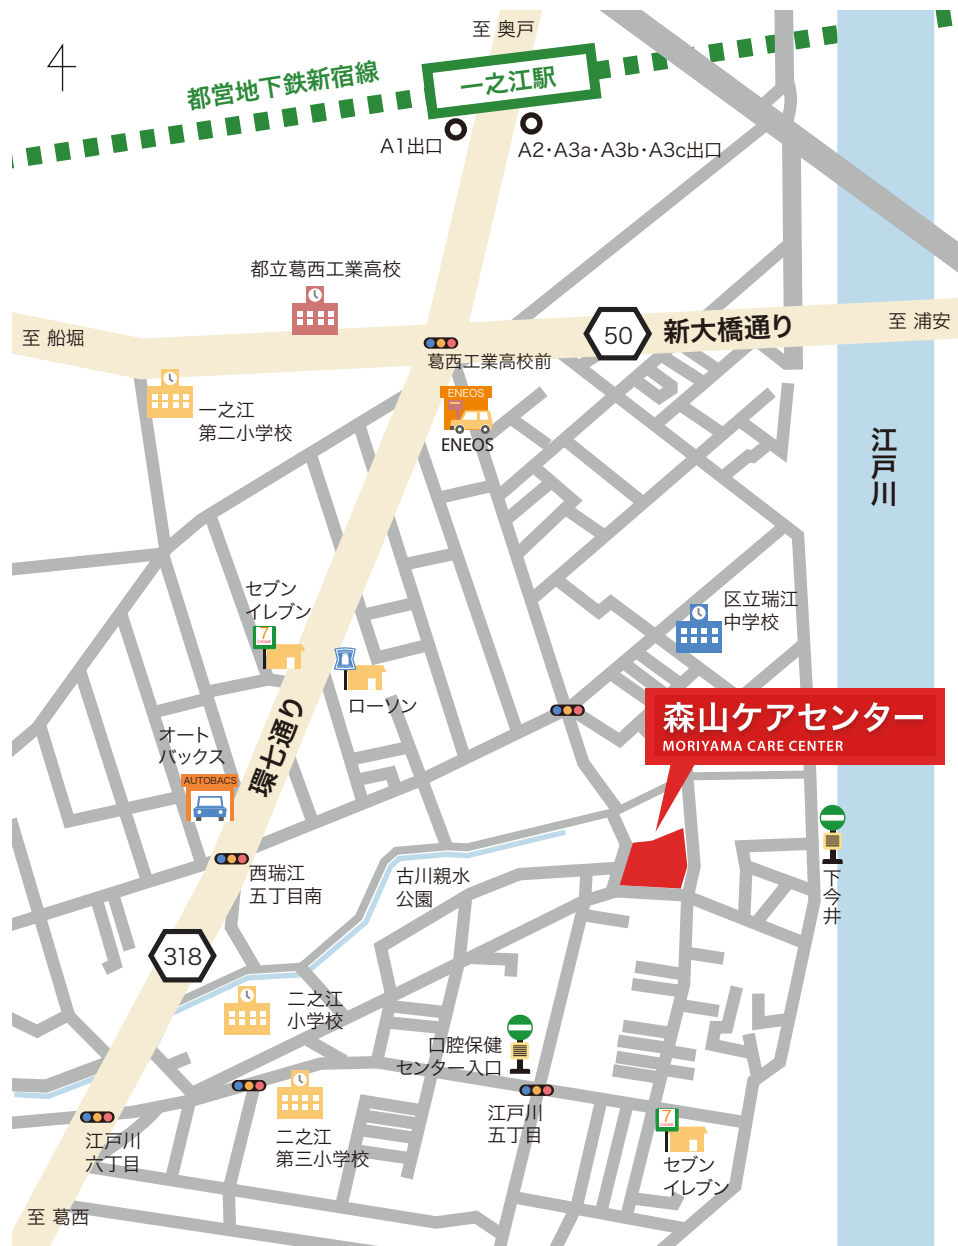 至 奥戸
都営地下鉄新宿線
一之江駅
A1出口
A2・A3a・A3b・A3c出口
都立葛西工業高校
至 船堀
50
新大橋通り
至 浦安
葛西工業高校前
一之江
第二小学校
ENEOS
ENEOS
江戸川
セブン
イレブン
7
区立瑞江
中学校
ローソン
環七通り
森山ケアセンター
MORIYAMA CARE CENTER
オート
バックス
AUTOBACS
西瑞江
五丁目南
古川親水
公園
下今井
318
二之江
小学校
口腔保健
センター入口
江戸川
五丁目
二之江
第三小学校
江戸川
六丁目
7
セブン
イレブン
至 葛西